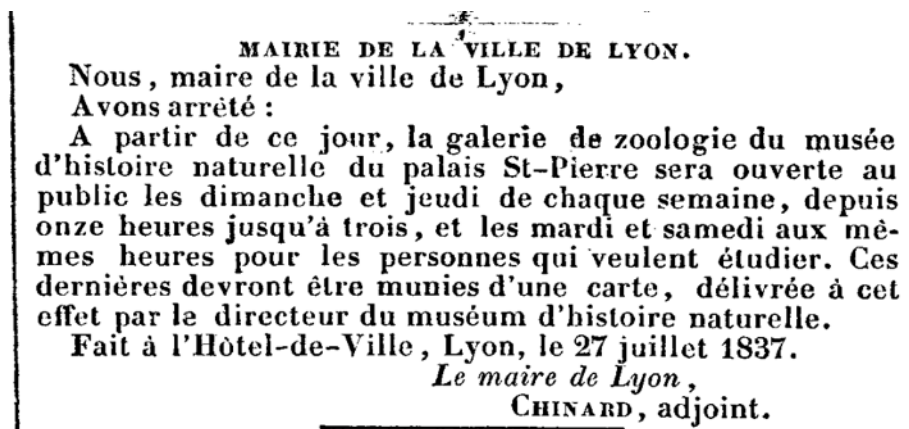 MAIRIE DE LA VILLE DE LYON.
Nous, maire de la ville de Lyon,
Avons arrêté :
A partir de ce jour, la galerie de zoologie du musée
d'histoire naturelle du palais St-Pierre sera ouverte au
public les dimanche et jeudi de chaque semaine, depuis
onze heures jusqu'à trois, et les mardi et samedi aux mê-
mes heures pour les personnes qui veulent étudier. Ces
dernières devront être munies d'une carte, délivrée à cet
effet par le directeur du muséum d'histoire naturelle.
Fait à l'Hôtel-de-Ville, Lyon, le 27 juillet 1837.
Le maire de Lyon,
CHINARD, adjoint.